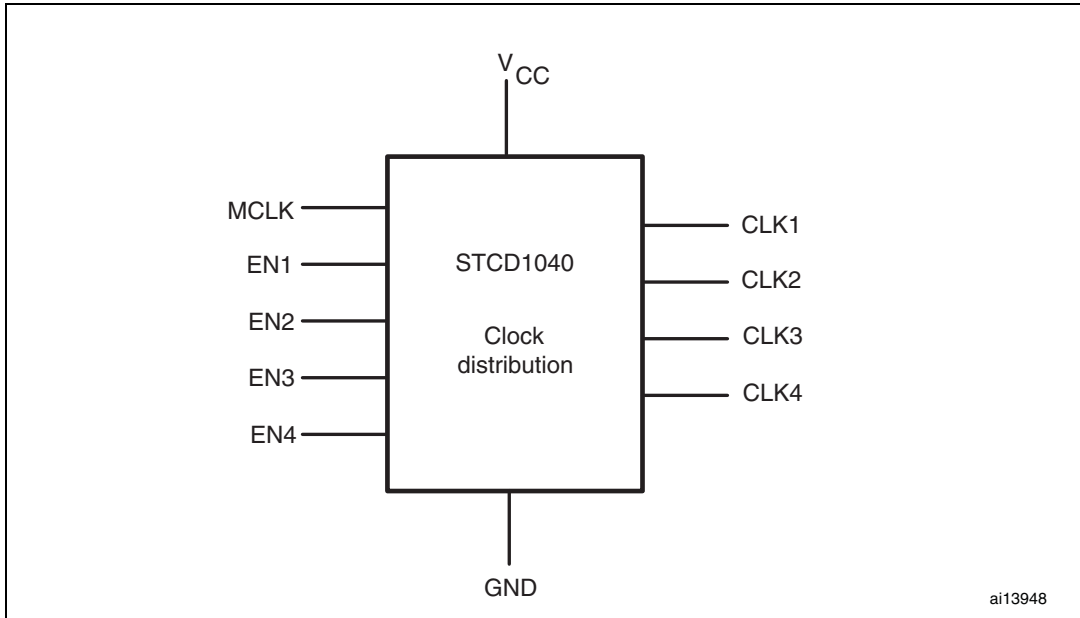 VCC
MCLK
EN1
EN2
EN3
EN4
STCD1040
Clock
distribution
CLK1
CLK2
CLK3
CLK4
GND
ai13948